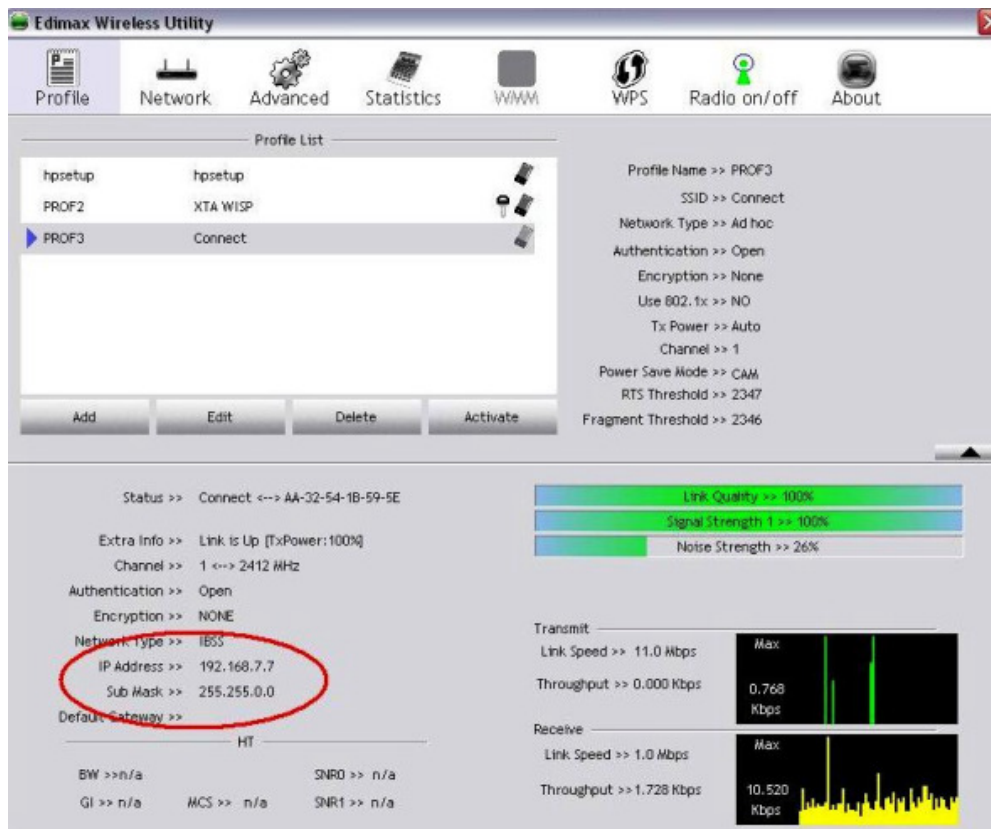 Edimax Wireless Utility
Profile Network Advanced Statistics WMM WPS Radio on/off About
Profile List
hpsetup hpsetup
PROF2 XTA WISP
PROF3 Connect
Add Edit Delete Activate
Profile Name >> PROF3
SSID >> Connect
Network Type >> Ad hoc
Authentication >> Open
Encryption >> None
Use 802.1x >> NO
Tx Power >> Auto
Channel >> 1
Power Save Mode >> CAM
RTS Threshold >> 2347
Fragment Threshold >> 2346
Status >> Connect <--> AA-32-54-1B-59-5E
Extra Info >> Link is Up [TxPower:100%]
Channel >> 1 <--> 2412 MHz
Authentication >> Open
Encryption >> NONE
Network Type >> IBSS
IP Address >> 192.168.7.7
Sub Mask >> 255.255.0.0
Default Gateway >>
HT
BW >>n/a SNR0 >> n/a
GI >> n/a MCS >> n/a SNR1 >> n/a
Link Quality >> 100%
Signal Strength 1 >> 100%
Noise Strength >> 26%
Transmit
Link Speed >> 11.0 Mbps
Throughput >> 0.000 Kbps
Max
0.768
Kbps
Receive
Link Speed >> 1.0 Mbps
Throughput >> 1.728 Kbps
Max
10.520
Kbps